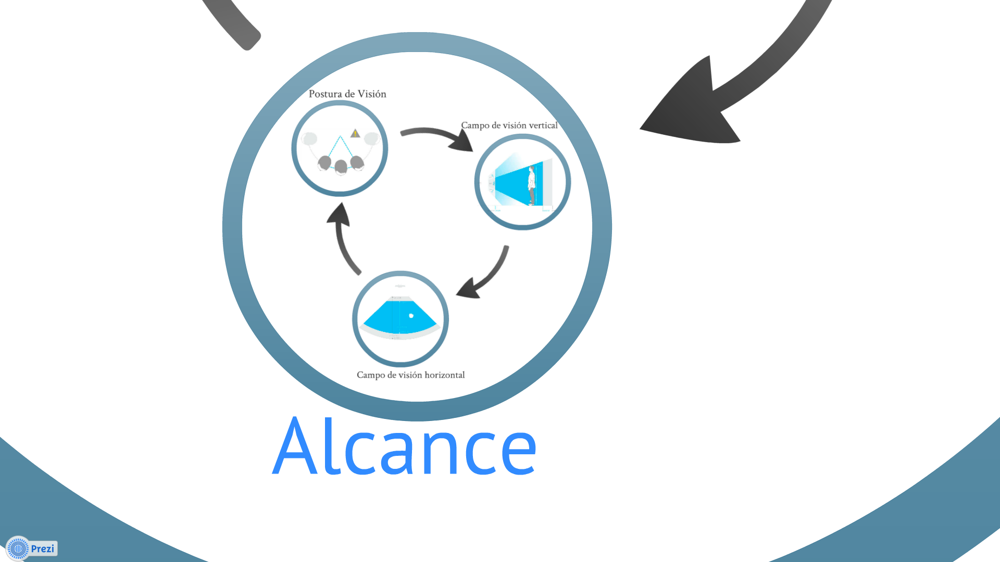 Postura de Visión
Campo de visión vertical
Campo de visión horizontal
Alcance
Prezi